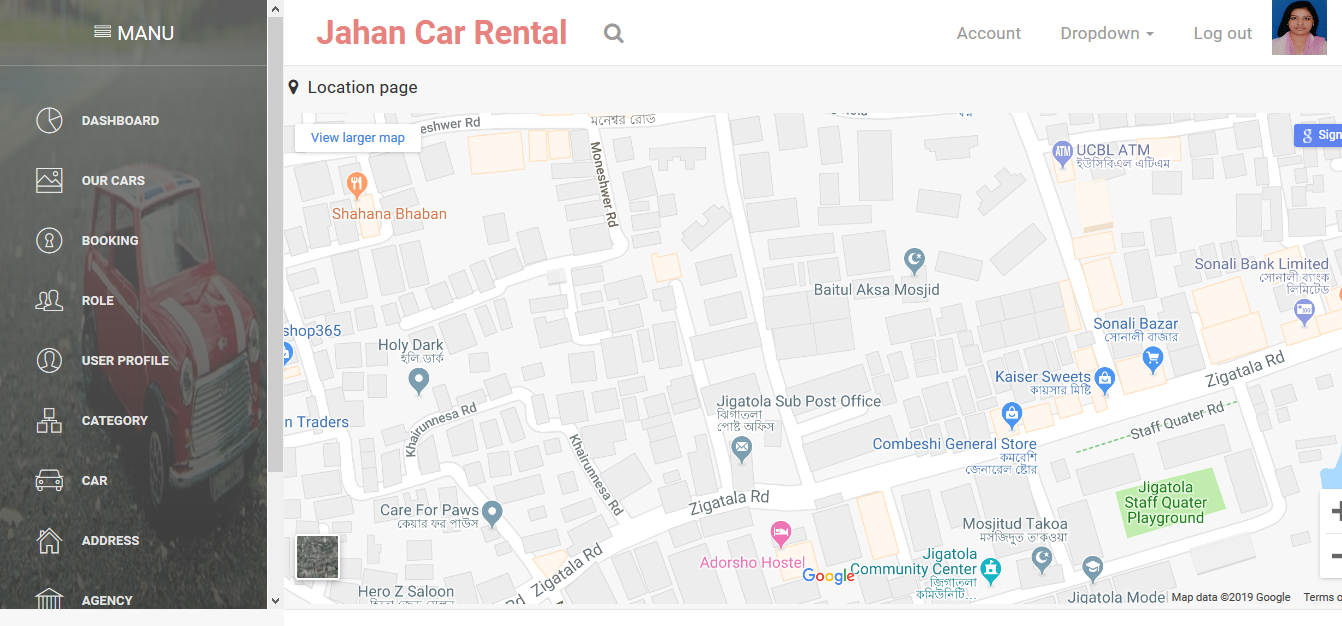 MANU
DASHBOARD
OUR CARS
BOOKING
ROLE
USER PROFILE
CATEGORY
CAR
ADDRESS
AGENCY
Jahan Car Rental
Account
Dropdown
Log out
Location page
View larger map
eshwer Rd
মনেশ্বর রোড
Moneshwer Rd
Shahana Bhaban
ATM
UCBL ATM
ইউসিবিএল এটিএম
Sign
Baitul Aksa Mosjid
Sonali Bank Limited
সোনালী ব্যাংক
লিমিটেড
shop365
Holy Dark
হলি ডার্ক
Sonali Bazar
সোনালী বাজার
Kaiser Sweets
কায়সার মিষ্টি
Zigatala Rd
Staff Quater Rd
n Traders
Khairunnesa Rd
Khairunnesa Rd
Jigatola Sub Post Office
ঝিগাতলা
পোষ্ট অফিস
Combeshi General Store
কমবেশি
জেনারেল ষ্টোর
Jigatola
Staff Quater
Playground
Zigatala Rd
Care For Paws
কেয়ার ফর পাউস
Adorsho Hostel
Mosjitud Takoa
মসজিদুত তাকওয়া
Jigatola
Community Center
জিগাতলা
কমিউনিটি...
Zigatola Rd
Hero Z Saloon
Rd
Google
Jigatola Model
Map data ©2019 Google
Terms o